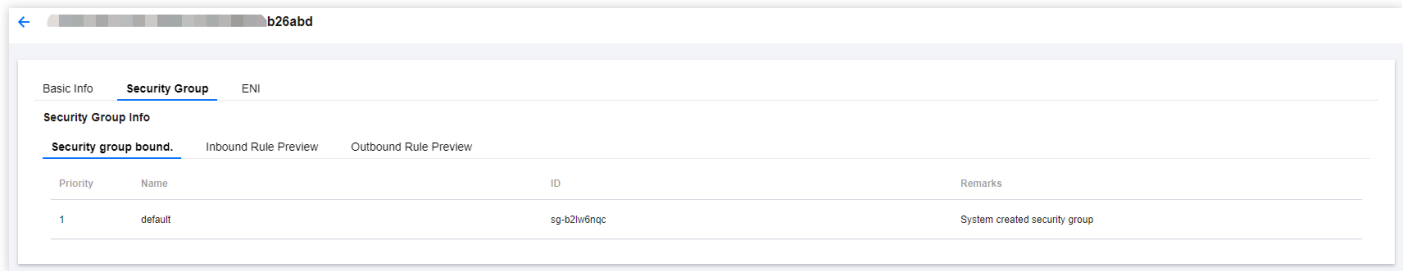 b26abd
Basic Info Security Group ENI
Security Group Info
Security group bound. Inbound Rule Preview Outbound Rule Preview
Priority Name ID Remarks
1 default sg-b2lw6nqc System created security group